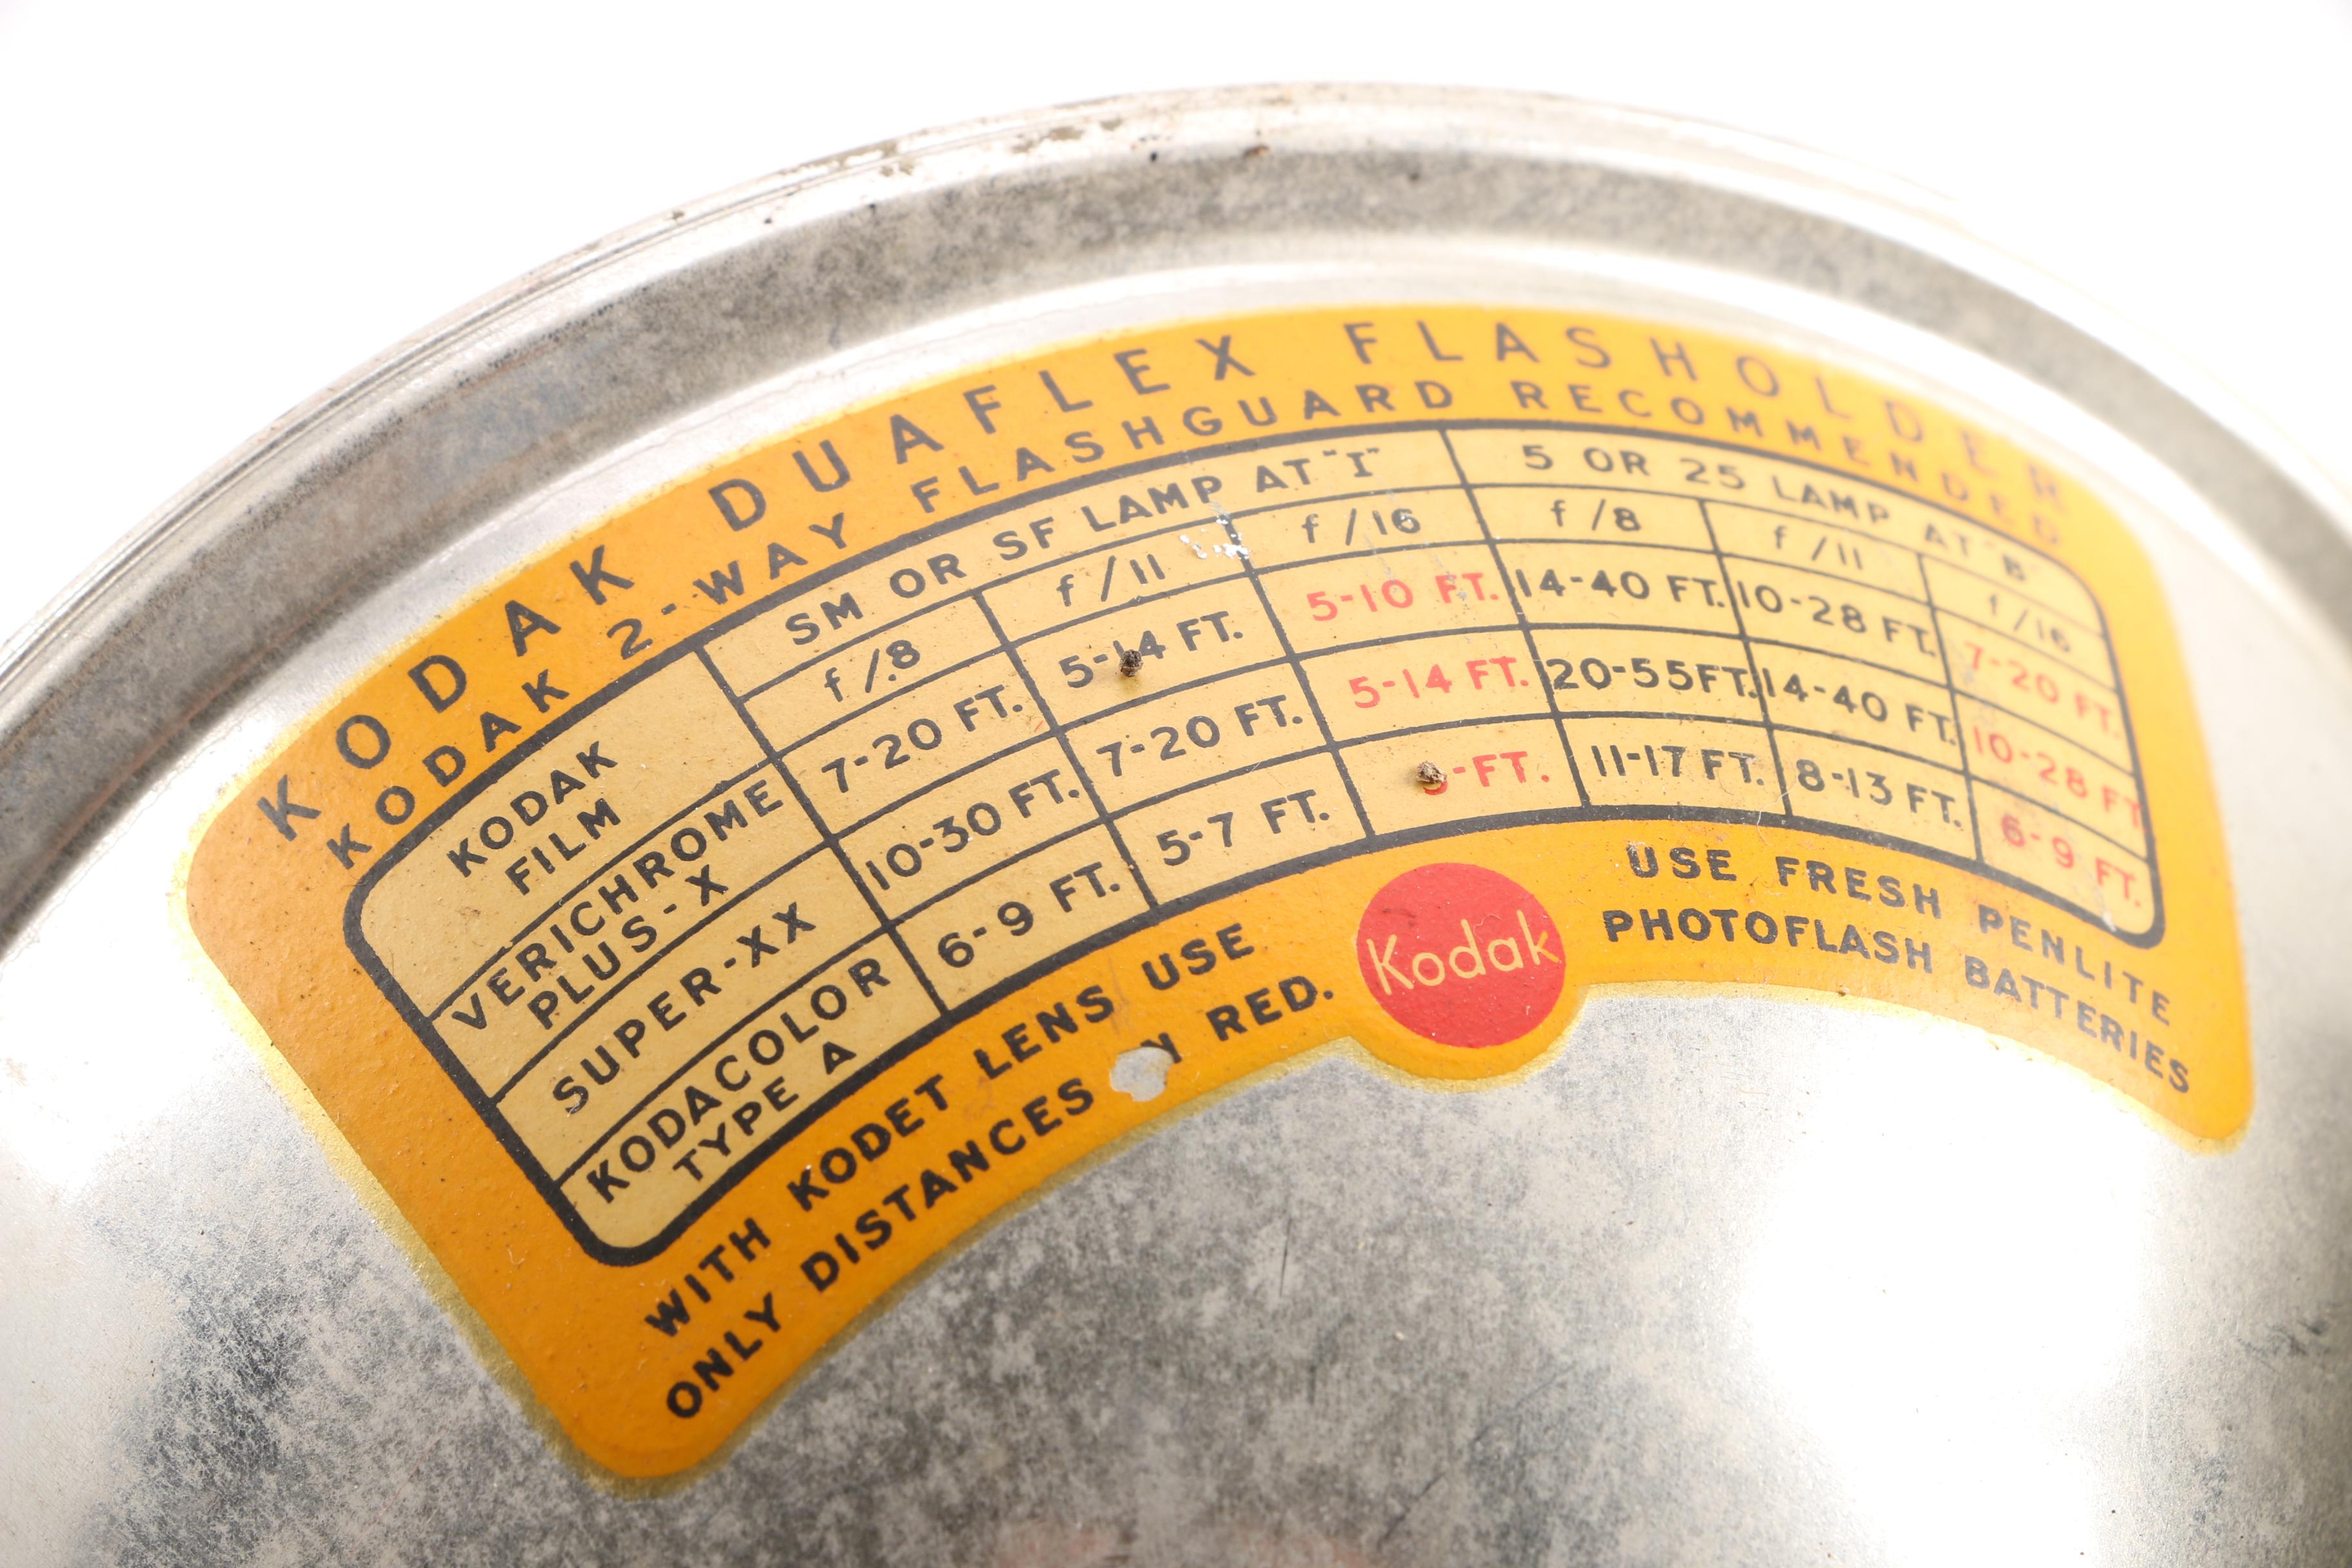 KODAK DUAFLEX FLASHOLDER
KODAK 2-WAY FLASHGUARD RECOMMENDED
KODAK FILM
SM OR SF LAMP AT "I"
5 OR 25 LAMP AT "B"
f/.8 f/11 f/16 f/8 f/11 f/16
VERICHROME
PLUS-X
7-20 FT. 5-14 FT. 5-10 FT. 14-40 FT. 10-28 FT. 7-20 FT.
SUPER-XX 10-30 FT. 7-20 FT. 5-14 FT. 20-55FT. 14-40 FT. 10-28 FT
KODACOLOR
TYPE A
6-9 FT. 5-7 FT. -FT. 11-17 FT. 8-13 FT. 6-9 FT.
WITH KODET LENS USE
ONLY DISTANCES N RED.
Kodak
USE FRESH PENLITE
PHOTOFLASH BATTERIES